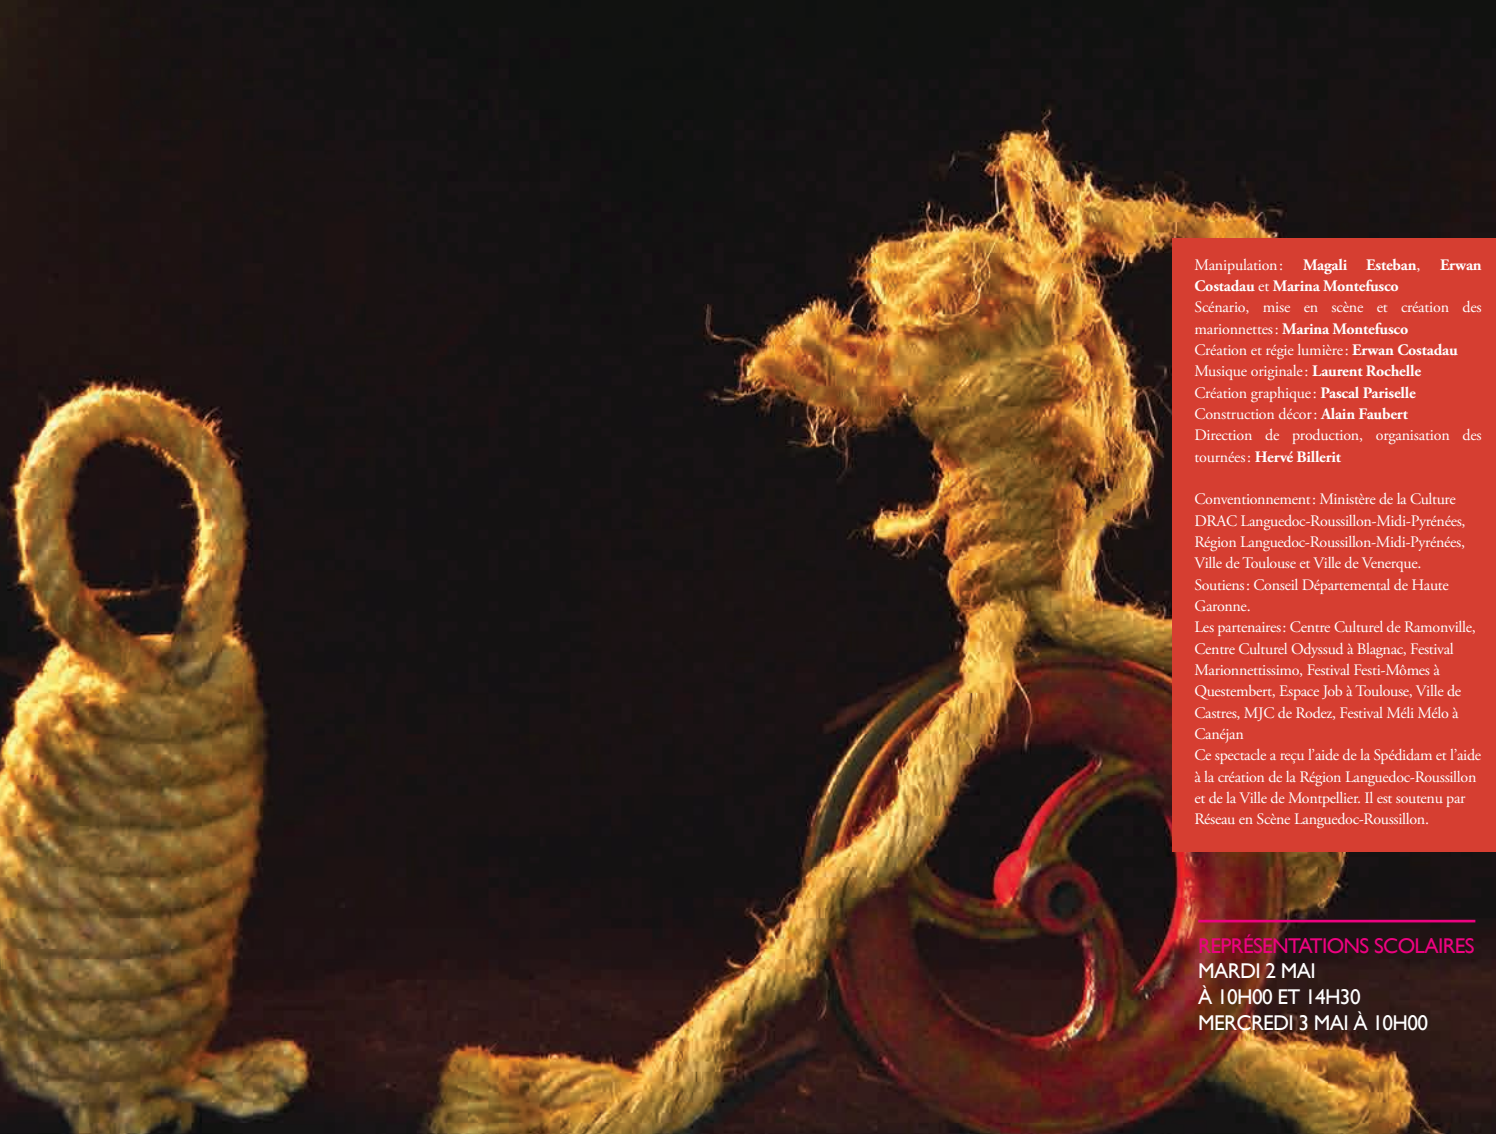 Manipulation : Magali Esteban, Erwan
Costadau et Marina Montefusco
Scénario, mise en scène et création des
marionnettes : Marina Montefusco
Création et régie lumière : Erwan Costadau
Musique originale : Laurent Rochelle
Création graphique : Pascal Pariselle
Construction décor : Alain Faubert
Direction de production, organisation des
tournées : Hervé Billerit
Conventionnement : Ministère de la Culture
DRAC Languedoc-Roussillon-Midi-Pyrénées,
Région Languedoc-Roussillon-Midi-Pyrénées,
Ville de Toulouse et Ville de Venerque.
Soutiens : Conseil Départemental de Haute
Garonne.
Les partenaires : Centre Culturel de Ramonville,
Centre Culturel Odyssud à Blagnac, Festival
Marionnettissimo, Festival Festi-Mômes à
Questembert, Espace Job à Toulouse, Ville de
Castres, MJC de Rodez, Festival Méli Mélo à
Canéjan
Ce spectacle a reçu l'aide de la Spédidam et l'aide
à la création de la Région Languedoc-Roussillon
et de la Ville de Montpellier. Il est soutenu par
Réseau en Scène Languedoc-Roussillon.
REPRÉSENTATIONS SCOLAIRES
MARDI 2 MAI
À 10H00 ET 14H30
MERCREDI 3 MAI À 10H00